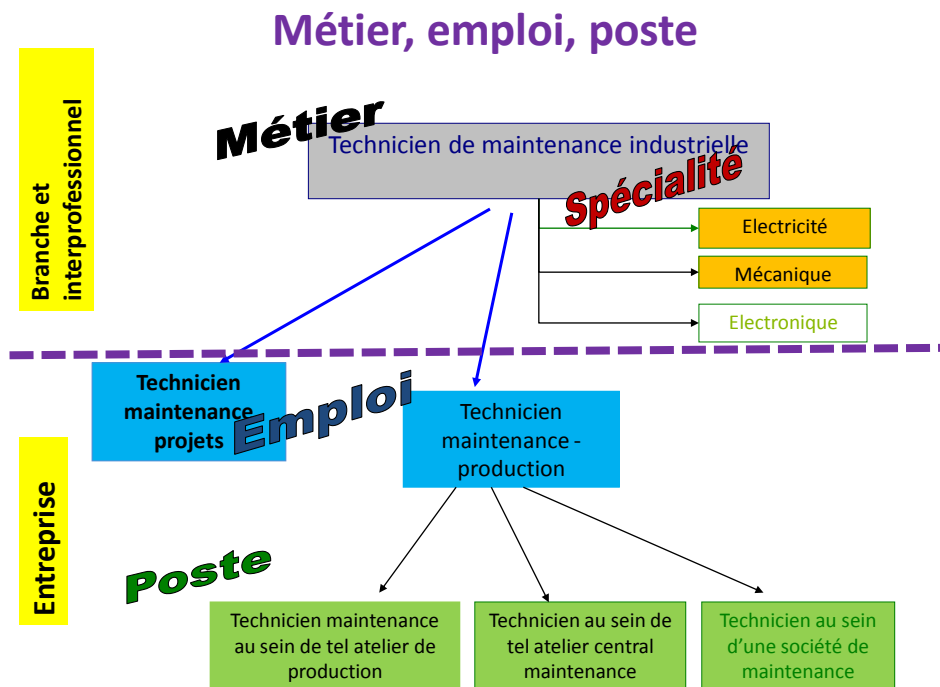 Métier, emploi, poste
Branche et
interprofessionnel
Métier
Technicien de maintenance industrielle
Spécialité
Electricité
Mécanique
Electronique
Technicien
maintenance
projets
Emploi
Technicien
maintenance -
production
Entreprise
Poste
Technicien maintenance
au sein de tel atelier de
production
Technicien au sein de
tel atelier central
maintenance
Technicien au sein
d'une société de
maintenance